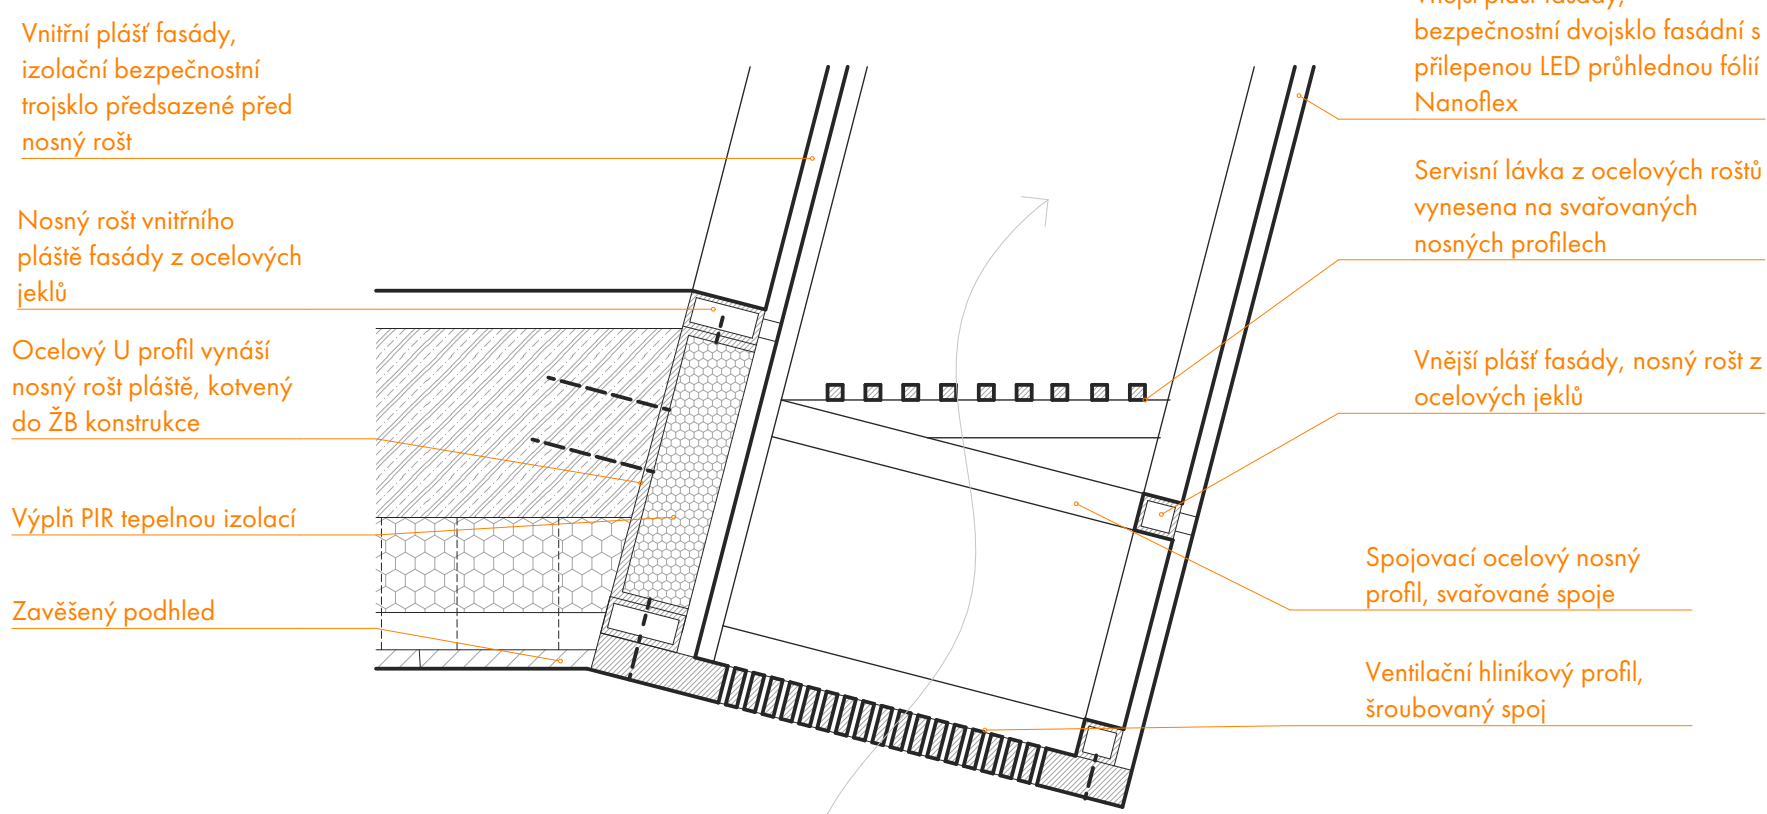 Vnitřní plášť fasády,
izolační bezpečnostní
trojsklo předsazené před
nosný rošt
Nosný rošt vnitřního
pláště fasády z ocelových
jeklů
Ocelový U profil vynáší
nosný rošt pláště, kotvený
do ŽB konstrukce
Výplň PIR tepelnou izolací
Zavěšený podhled
Vnější plášť fasády,
bezpečnostní dvojsklo fasádní s
přilepenou LED průhlednou fólií
Nanoflex
Servisní lávka z ocelových roštů
vynesena na svařovaných
nosných profilech
Vnější plášť fasády, nosný rošt z
ocelových jeklů
Spojovací ocelový nosný
profil, svařované spoje
Ventilační hliníkový profil,
šroubovaný spoj